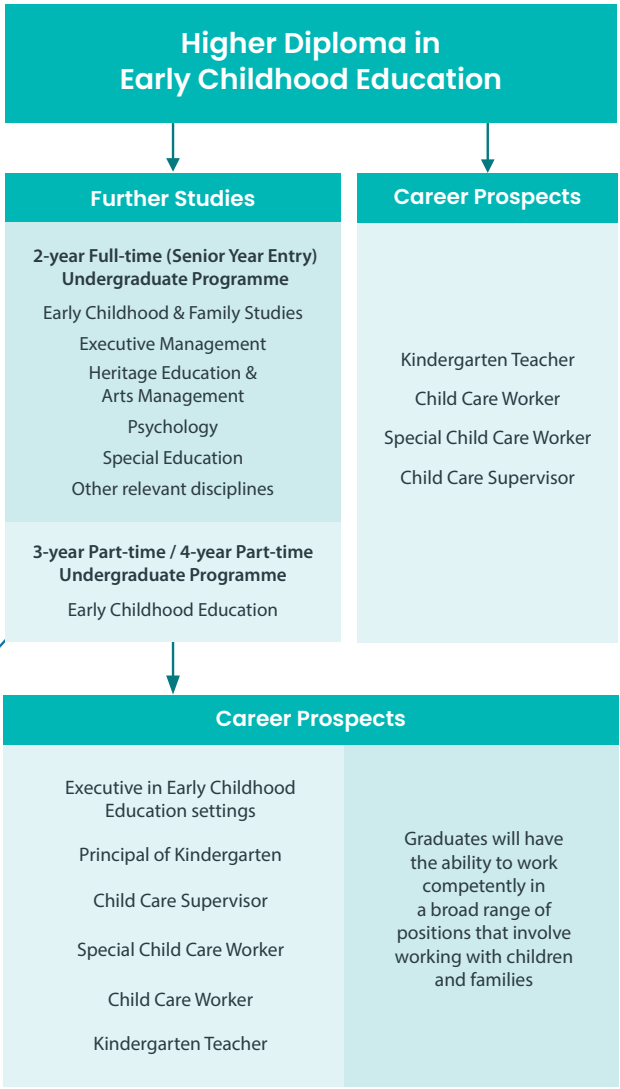 Higher Diploma in
Early Childhood Education
Further Studies
2-year Full-time (Senior Year Entry)
Undergraduate Programme
Early Childhood & Family Studies
Executive Management
Heritage Education &
Arts Management
Psychology
Special Education
Other relevant disciplines
3-year Part-time / 4-year Part-time
Undergraduate Programme
Early Childhood Education
Career Prospects
Kindergarten Teacher
Child Care Worker
Special Child Care Worker
Child Care Supervisor
Career Prospects
Executive in Early Childhood
Education settings
Principal of Kindergarten
Child Care Supervisor
Special Child Care Worker
Child Care Worker
Kindergarten Teacher
Graduates will have
the ability to work
competently in
a broad range of
positions that involve
working with children
and families